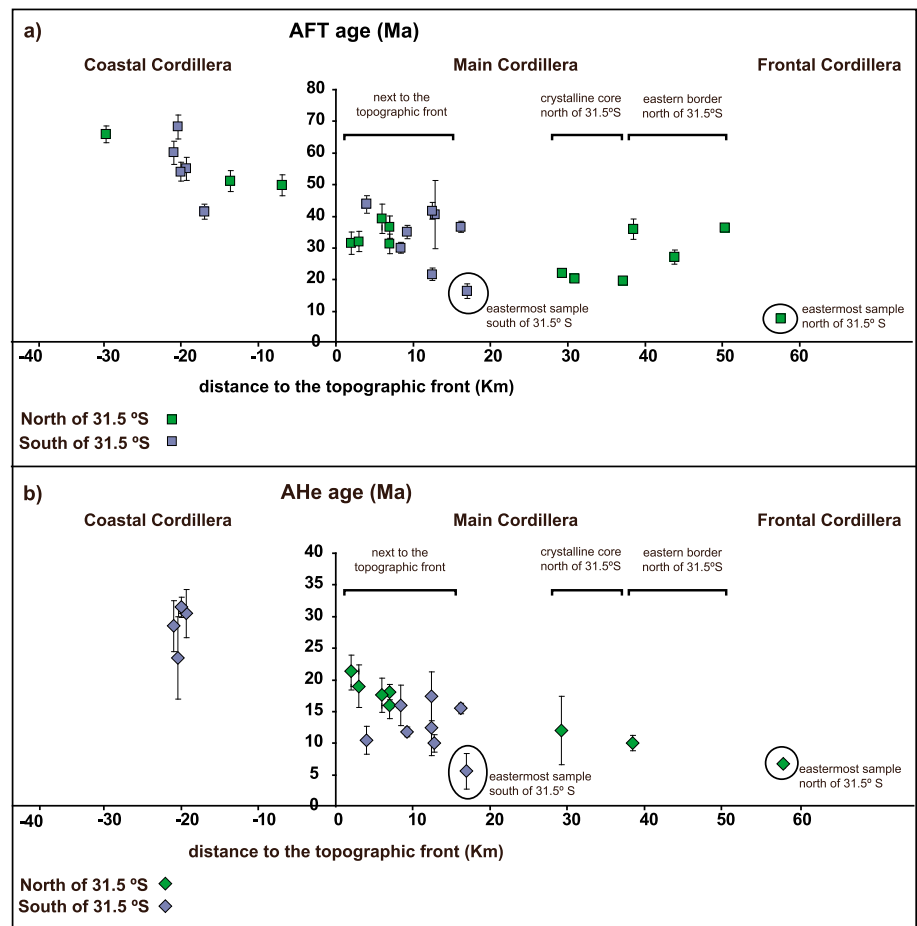 a)
AFT age (Ma)
Coastal Cordillera
Main Cordillera
Frontal Cordillera
next to the
topographic front
crystalline core
north of 31.5ºS
eastern border
north of 31.5ºS
80
70
60
50
40
30
20
10
0
eastermost sample
south of 31.5º S
eastermost sample
north of 31.5º S
-40
-30
-20
-10
0
10
20
30
40
50
60
distance to the topographic front (Km)
North of 31.5 ºS
South of 31.5 ºS
b)
AHe age (Ma)
Coastal Cordillera
Main Cordillera
Frontal Cordillera
next to the
topographic front
crystalline core
north of 31.5ºS
eastern border
north of 31.5ºS
40
35
30
25
20
15
10
5
0
eastermost sample
south of 31.5º S
eastermost sample
north of 31.5º S
-40
-30
-20
-10
0
10
20
30
40
50
60
distance to the topographic front (Km)
North of 31.5 ºS
South of 31.5 ºS